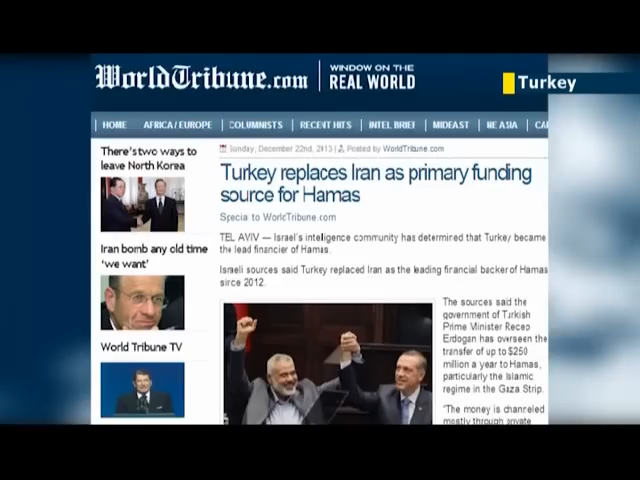 WorldTribune.com
WINDOW ON THE
REAL WORLD
Turkey
HOME
AFRICA/EUROPE
COLUMNISTS
RECENT HITS
INTEL BRIEF
MIDEAST
NE ASIA
There's two ways to
leave North Korea
Iran bomb any old time
'we want'
World Tribune TV
Sunday, December 22nd, 2013 | Posted by WorldTribune.com
Turkey replaces Iran as primary funding
source for Hamas
Special to WorldTribune.com
TEL AVIV — Israel's intelligence community has determined that Turkey became
the lead financier of Hamas.
Israeli sources said Turkey replaced Iran as the leading financial backer of Hamas
since 2012.
The sources said the
government of Turkish
Prime Minister Recep
Erdogan has overseen the
transfer of up to $250
million a year to Hamas,
particularly the Islamic
regime in the Gaza Strip.
"The money is channeled
mostly through private